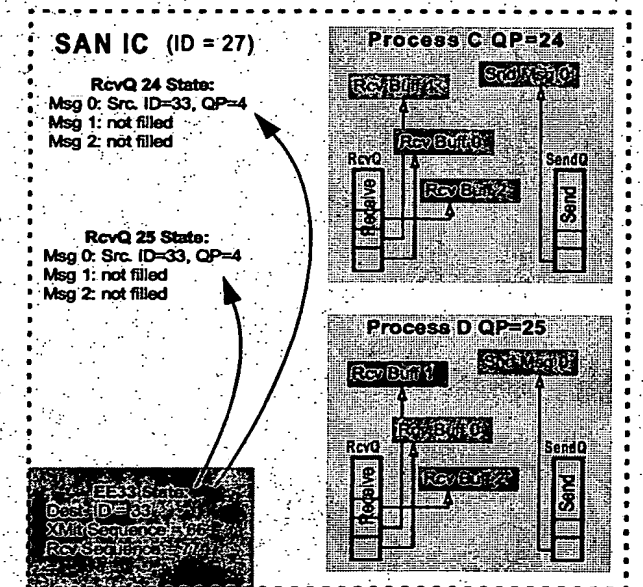 SAN IC (ID = 27)
RcvQ 24 State:
Msg 0: Src. ID=33, QP=4
Msg 1: not filled
Msg 2: not filled
RcvQ 25 State:
Msg 0: Src. ID=33, QP=4
Msg 1: not filled
Msg 2: not filled
EE33 State:
Dest ID = 33
XMit Sequence =
Rcv Sequence =
Process C QP=24
Rcv Buff 1
Snd Msg 0
Rcv Buff 0
RcvQ
SendQ
Rcv Buff 2
Receive
Send
Process D QP=25
Rcv Buff 1
Snd Msg 0
Rcv Buff 0
RcvQ
SendQ
Rcv Buff 2
Receive
Send